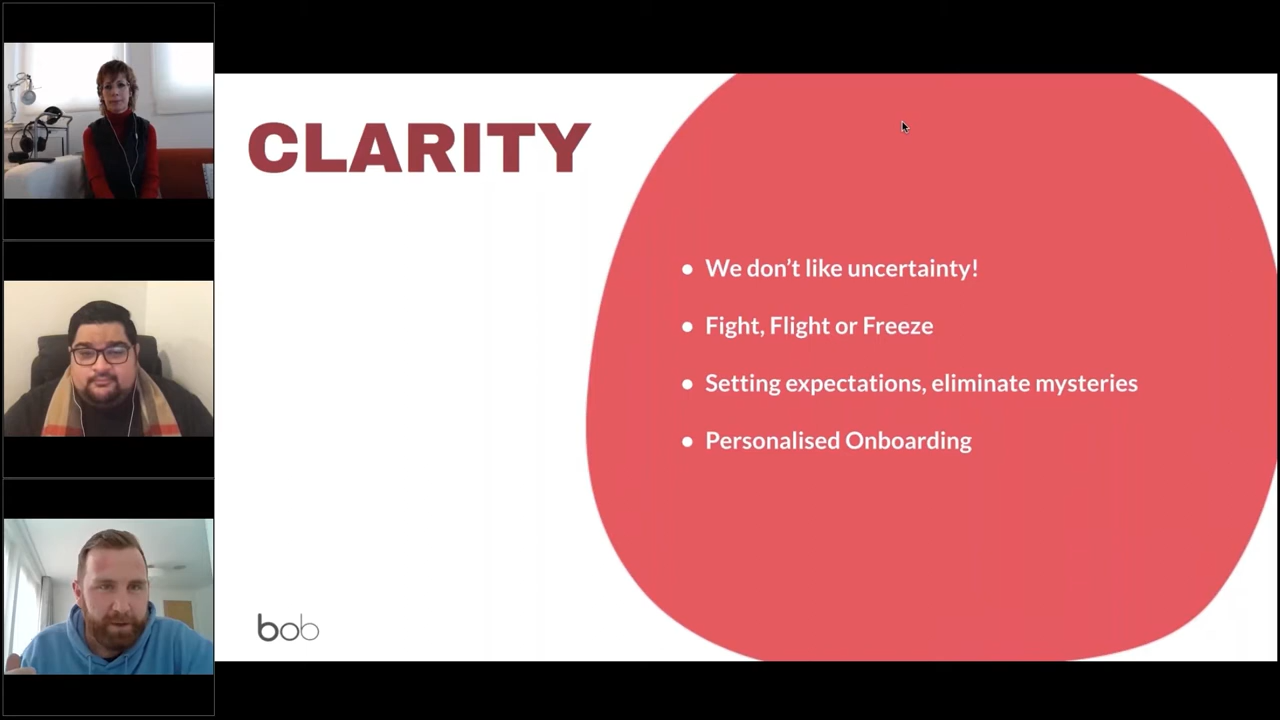 CLARITY
● We don’t like uncertainty!
● Fight, Flight or Freeze
● Setting expectations, eliminate mysteries
● Personalised Onboarding
bob